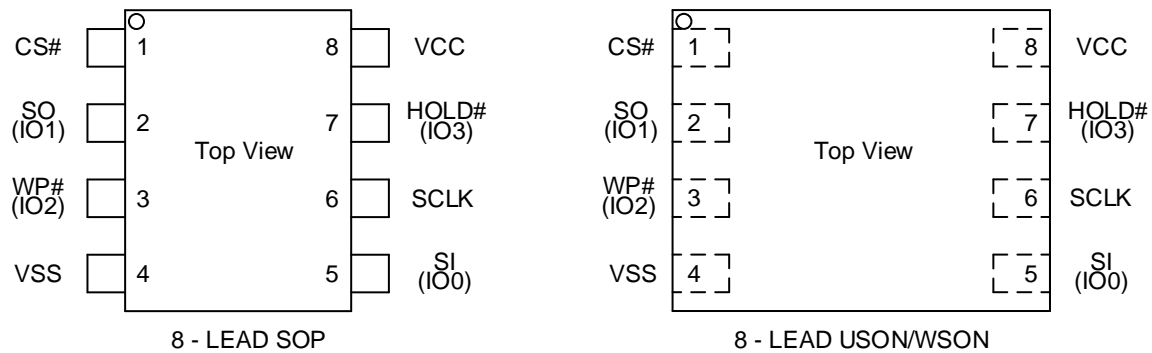 CS#
SO
(IO1)
WP#
(IO2)
VSS
1
2
3
4
Top View
8
7
6
5
VCC
HOLD#
(IO3)
SCLK
SI
(IO0)
8 - LEAD SOP
CS#
SO
(IO1)
WP#
(IO2)
VSS
1
2
3
4
Top View
8
7
6
5
VCC
HOLD#
(IO3)
SCLK
SI
(IO0)
8 - LEAD USON/WSON